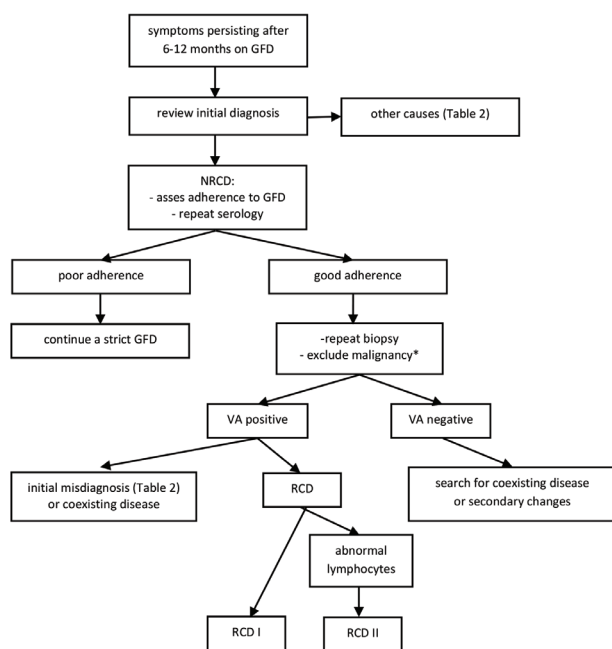 symptoms persisting after
6-12 months on GFD
review initial diagnosis
other causes (Table 2)
NRCD:
- asses adherence to GFD
- repeat serology
poor adherence
good adherence
continue a strict GFD
-repeat biopsy
- exclude malignancy*
VA positive
VA negative
initial misdiagnosis (Table 2)
or coexisting disease
RCD
search for coexisting disease
or secondary changes
abnormal
lymphocytes
RCD I
RCD II